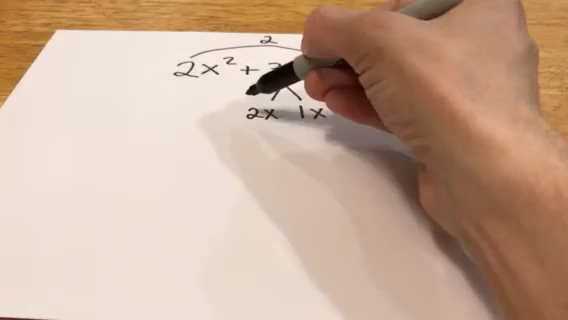 2
2x² +
2x 1x